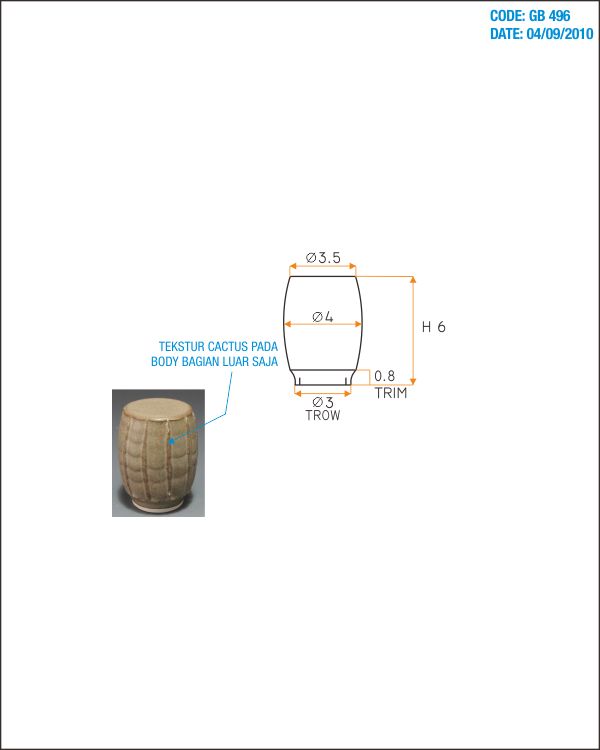 CODE: GB 496
DATE: 04/09/2010
Ø3.5
Ø4
H 6
TEKSTUR CACTUS PADA
BODY BAGIAN LUAR SAJA
0.8
TRIM
Ø3
TROW